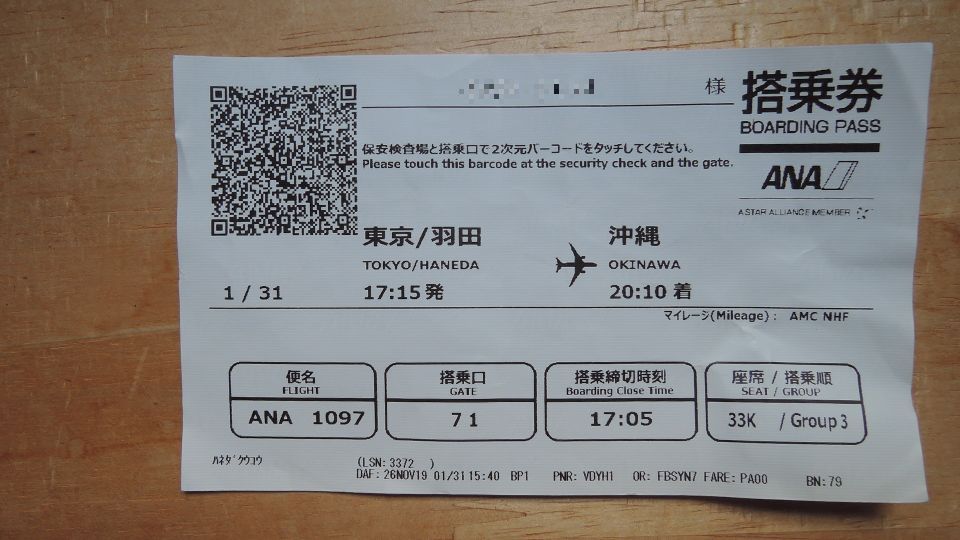 様
搭乗券
BOARDING PASS
保安検査場と搭乗口で2次元バーコードをタッチしてください。
Please touch this barcode at the security check and the gate.
ANA
A STAR ALLIANCE MEMBER
東京/羽田 沖縄
TOKYO/HANEDA OKINAWA
1 / 31 17:15 発 20:10 着
マイレージ(Mileage) : AMC NHF
便名 搭乗口 搭乗締切時刻 座席 / 搭乗順
FLIGHT GATE Boarding Close Time SEAT / GROUP
ANA 1097 71 17:05 33K / Group 3
ハネダクウコウ
(LSN:3372 )
DAF: 26NOV19 01/31 15:40 BP1 PNR: VDYH1 OR: FBSYN7 FARE: PA00 BN:79